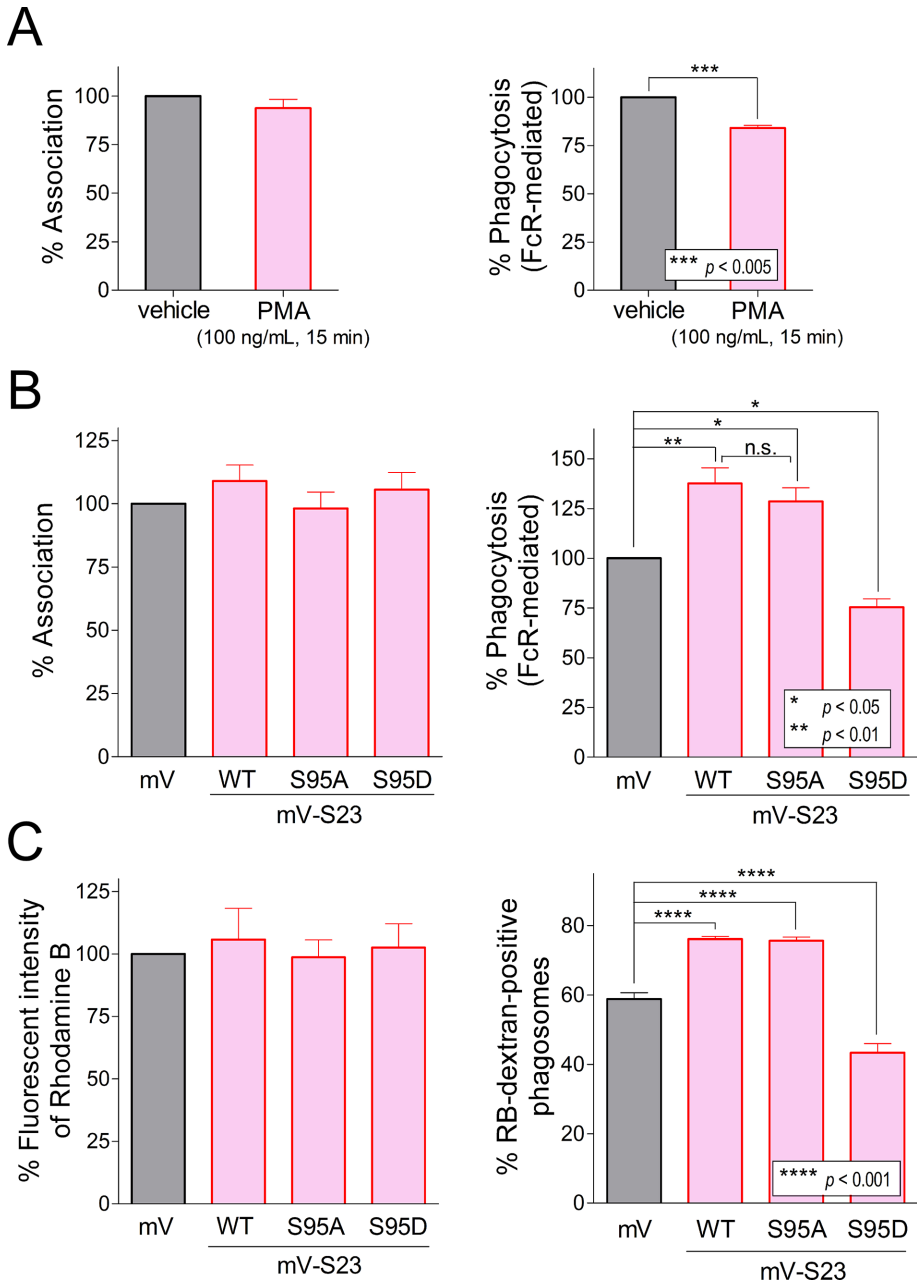 A
% Association
100
75
50
25
0
vehicle
PMA
(100 ng/mL, 15 min)
% Phagocytosis
(FcR-mediated)
100
75
50
25
0
***
*** p < 0.005
vehicle
PMA
(100 ng/mL, 15 min)
B
% Association
125
100
75
50
25
0
mV
WT
S95A
S95D
mV-S23
% Phagocytosis
(FcR-mediated)
150
125
100
75
50
25
0
*
*
**
n.s.
* p < 0.05
** p < 0.01
mV
WT
S95A
S95D
mV-S23
C
% Fluorescent intensity
of Rhodamine B
125
100
75
50
25
0
mV
WT
S95A
S95D
mV-S23
% RB-dextran-positive
phagosomes
80
60
40
20
0
****
****
****
**** p < 0.001
mV
WT
S95A
S95D
mV-S23